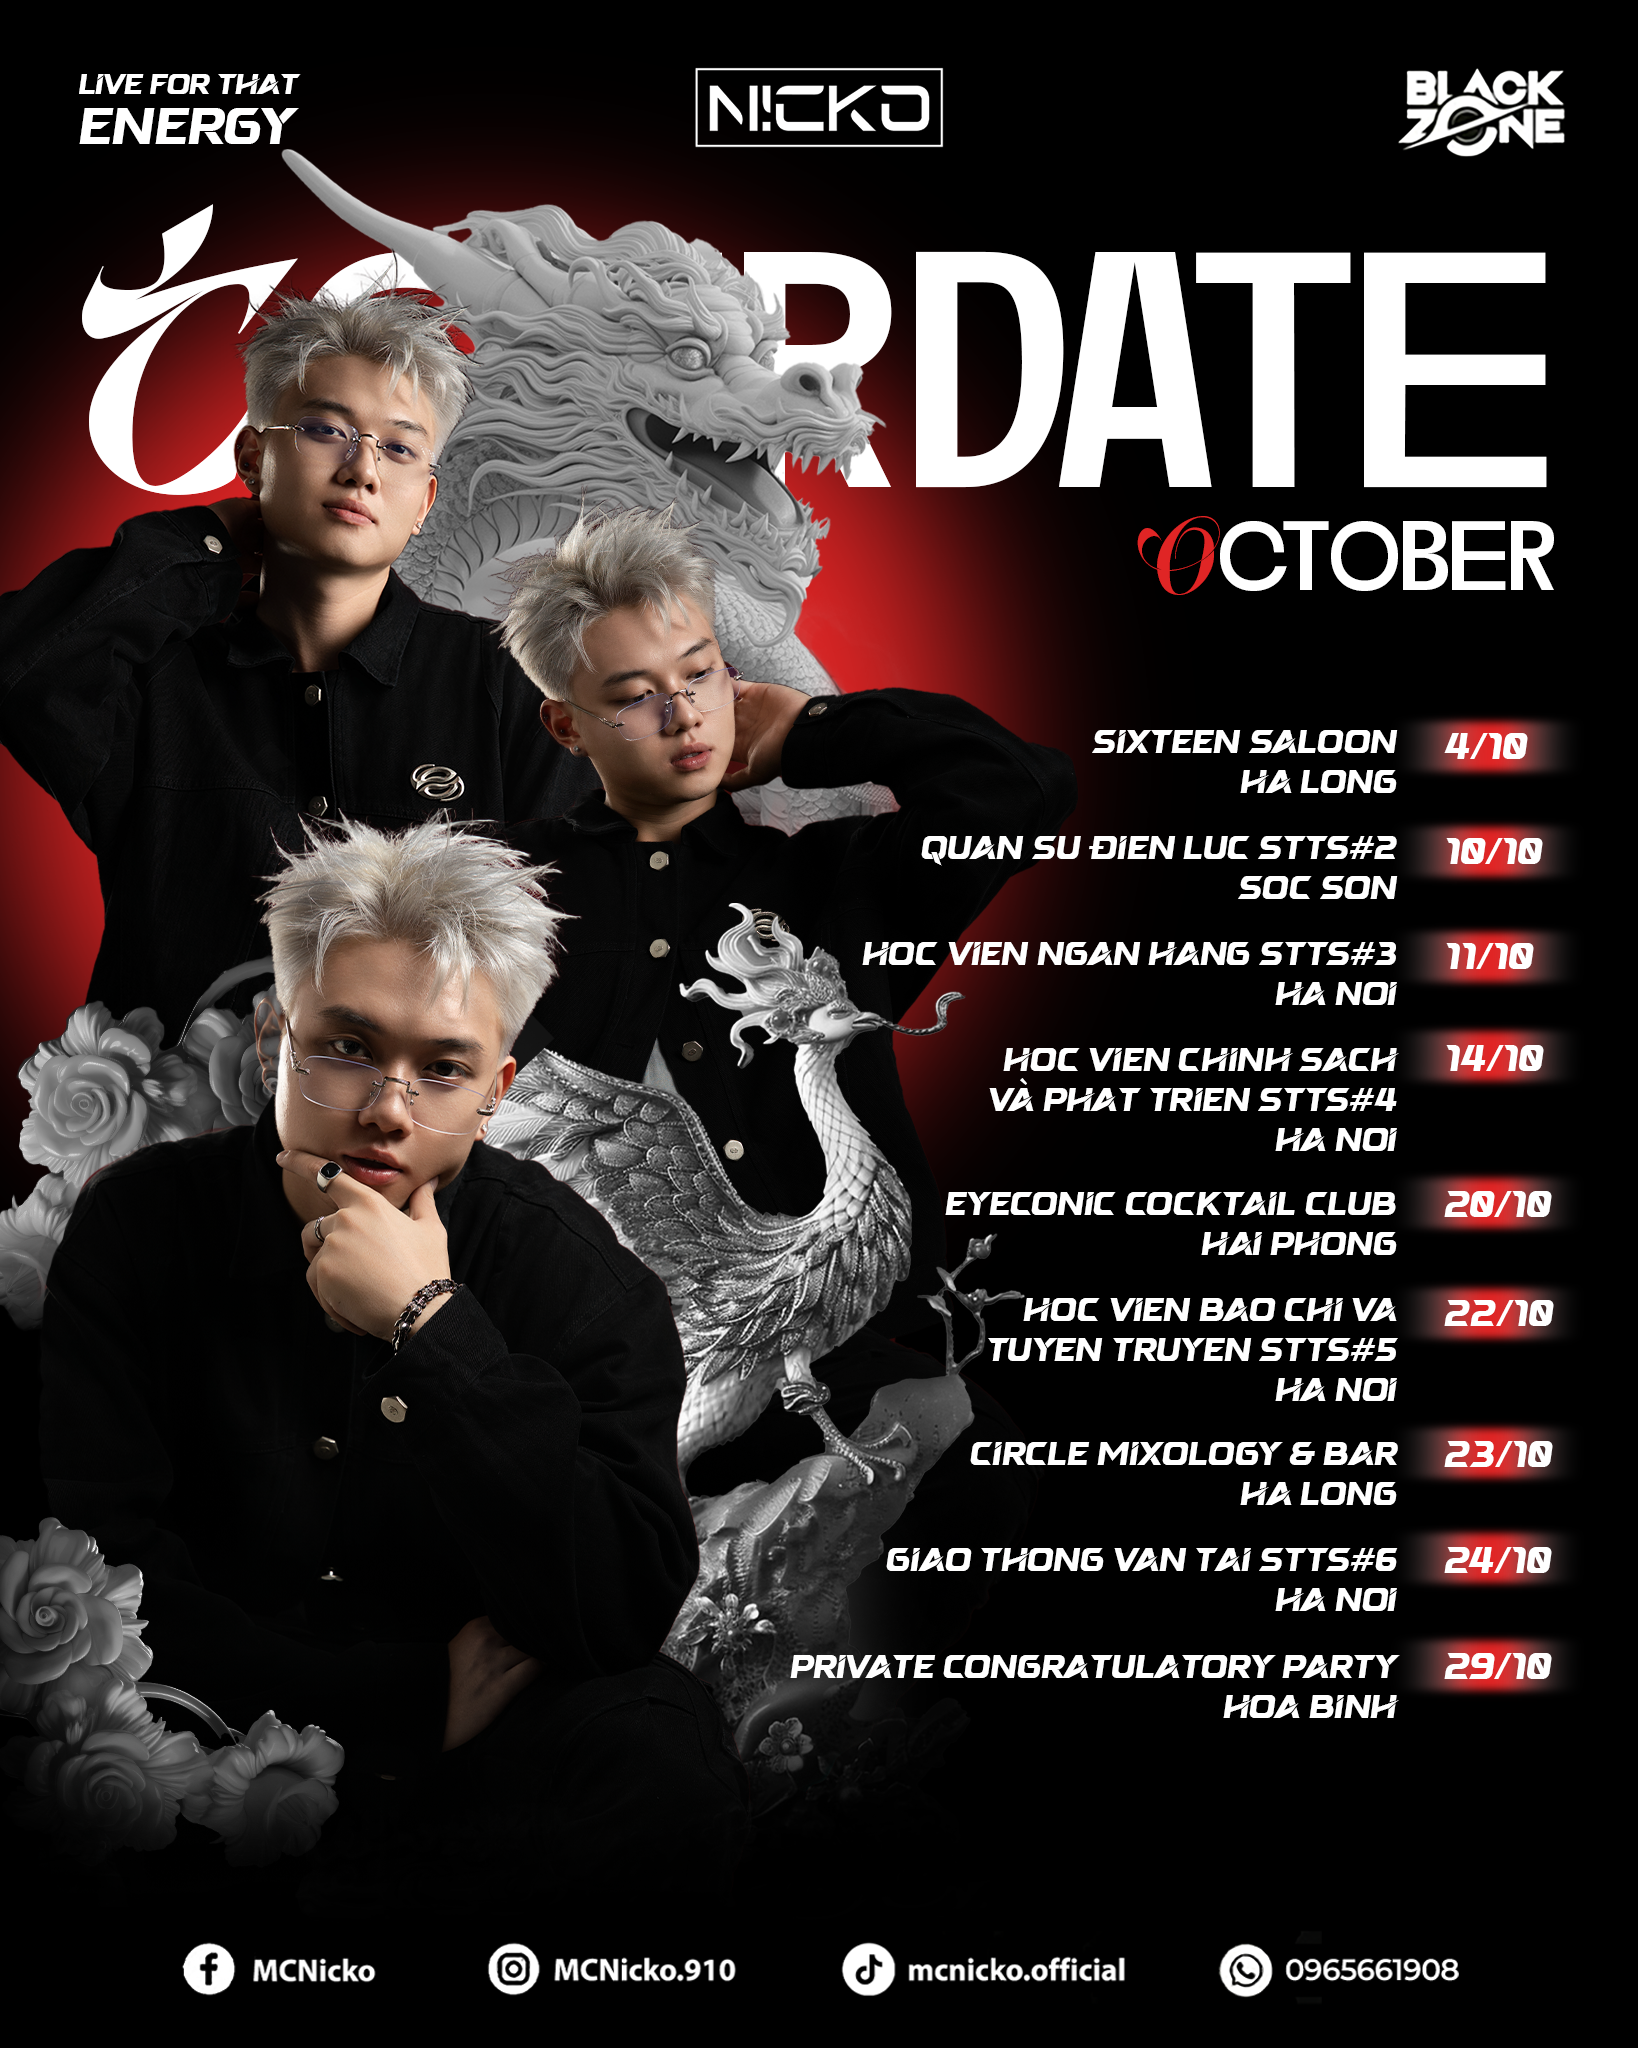 LIVE FOR THAT
ENERGY
N!CKO
BLACK
ZONE
TOURDATE
OCTOBER
SIXTEEN SALOON 4/10
HA LONG
QUAN SU ĐIEN LUC STTS#2 10/10
SOC SON
HOC VIEN NGAN HANG STTS#3 11/10
HA NOI
HOC VIEN CHINH SACH 14/10
VÀ PHAT TRIEN STTS#4
HA NOI
EYECONIC COCKTAIL CLUB 20/10
HAI PHONG
HOC VIEN BAO CHI VA 22/10
TUYEN TRUYEN STTS#5
HA NOI
CIRCLE MIXOLOGY & BAR 23/10
HA LONG
GIAO THONG VAN TAI STTS#6 24/10
HA NOI
PRIVATE CONGRATULATORY PARTY 29/10
HOA BINH
MCNicko
MCNicko.910
mcnicko.official
0965661908